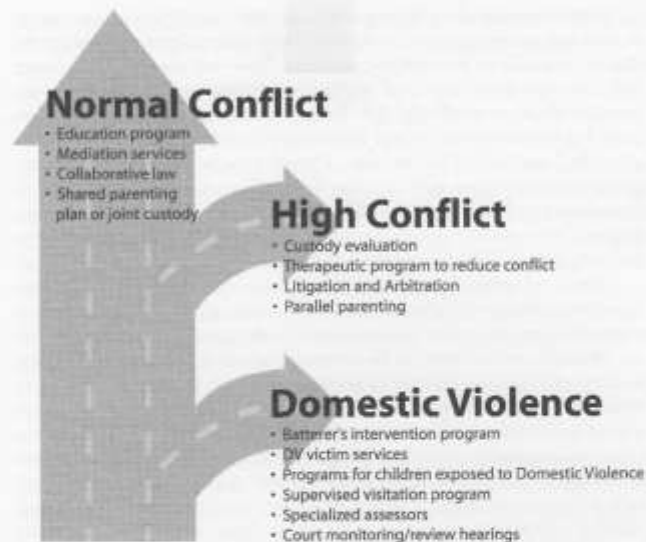 Normal Conflict
• Education program
• Mediation services
• Collaborative law
• Shared parenting
plan or joint custody
High Conflict
• Custody evaluation
• Therapeutic program to reduce conflict
• Litigation and Arbitration
• Parallel parenting
Domestic Violence
• Batterer's intervention program
• DV victim services
• Programs for children exposed to Domestic Violence
• Supervised visitation program
• Specialized assessors
• Court monitoring/review hearings